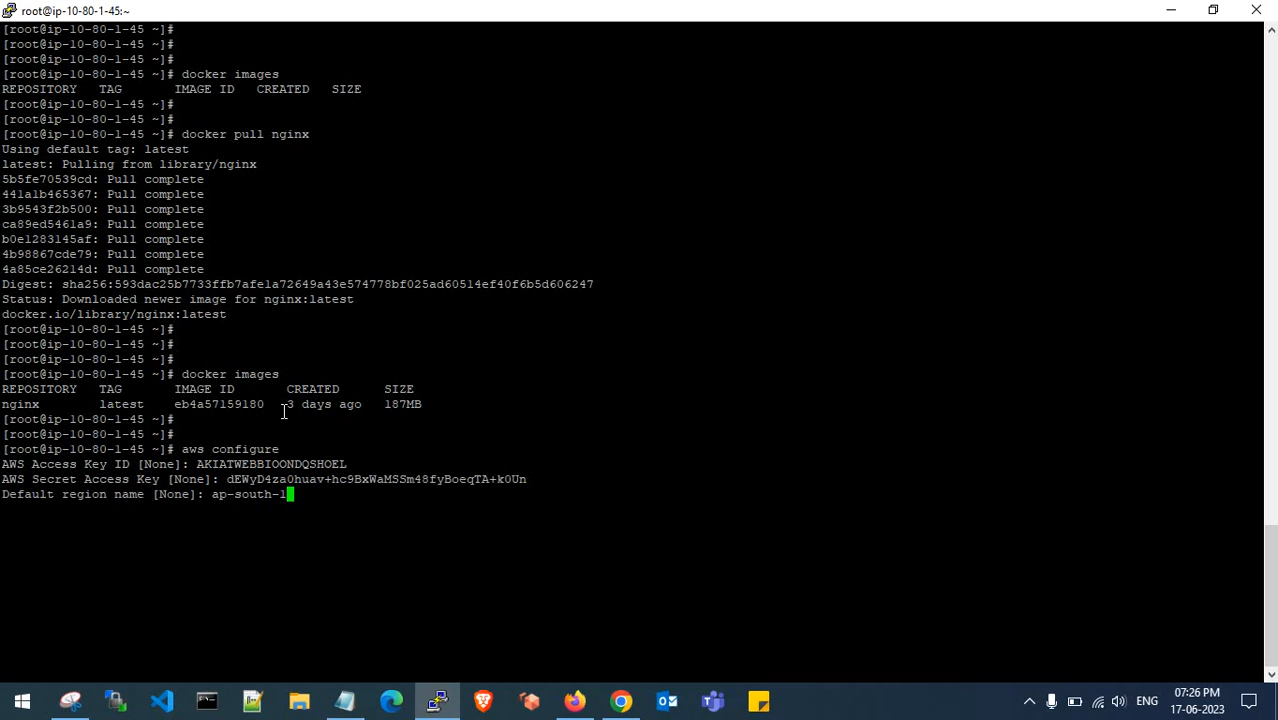 root@ip-10-80-1-45:~
[root@ip-10-80-1-45 ~]#
[root@ip-10-80-1-45 ~]#
[root@ip-10-80-1-45 ~]#
[root@ip-10-80-1-45 ~]# docker images
REPOSITORY   TAG       IMAGE ID   CREATED   SIZE
[root@ip-10-80-1-45 ~]#
[root@ip-10-80-1-45 ~]#
[root@ip-10-80-1-45 ~]# docker pull nginx
Using default tag: latest
latest: Pulling from library/nginx
5b5fe70539cd: Pull complete
441a1b465367: Pull complete
3b9543f2b500: Pull complete
ca89ed5461a9: Pull complete
b0e1283145af: Pull complete
4b98867cde79: Pull complete
4a85ce26214d: Pull complete
Digest: sha256:593dac25b7733ffb7afe1a72649a43e574778bf025ad60514ef40f6b5d606247
Status: Downloaded newer image for nginx:latest
docker.io/library/nginx:latest
[root@ip-10-80-1-45 ~]#
[root@ip-10-80-1-45 ~]#
[root@ip-10-80-1-45 ~]#
[root@ip-10-80-1-45 ~]# docker images
REPOSITORY   TAG       IMAGE ID       CREATED      SIZE
nginx        latest    eb4a57159180   3 days ago   187MB
[root@ip-10-80-1-45 ~]#
[root@ip-10-80-1-45 ~]#
[root@ip-10-80-1-45 ~]# aws configure
AWS Access Key ID [None]: AKIATWEBBIOONDQSHOEL
AWS Secret Access Key [None]: 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
Default region name [None]: ap-south-1
ENG
07:26 PM
17-06-2023